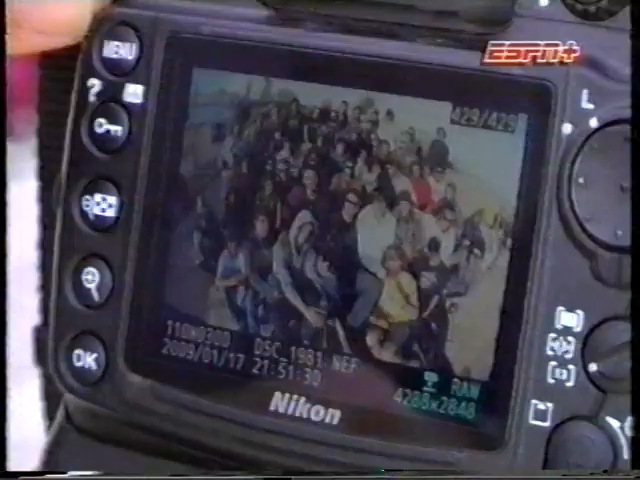 MENU
ESPN+
?
L
429/429
110ND300 DSC_1981.NEF
2009/01/17 21:51:30
RAW
4288x2848
OK
Nikon